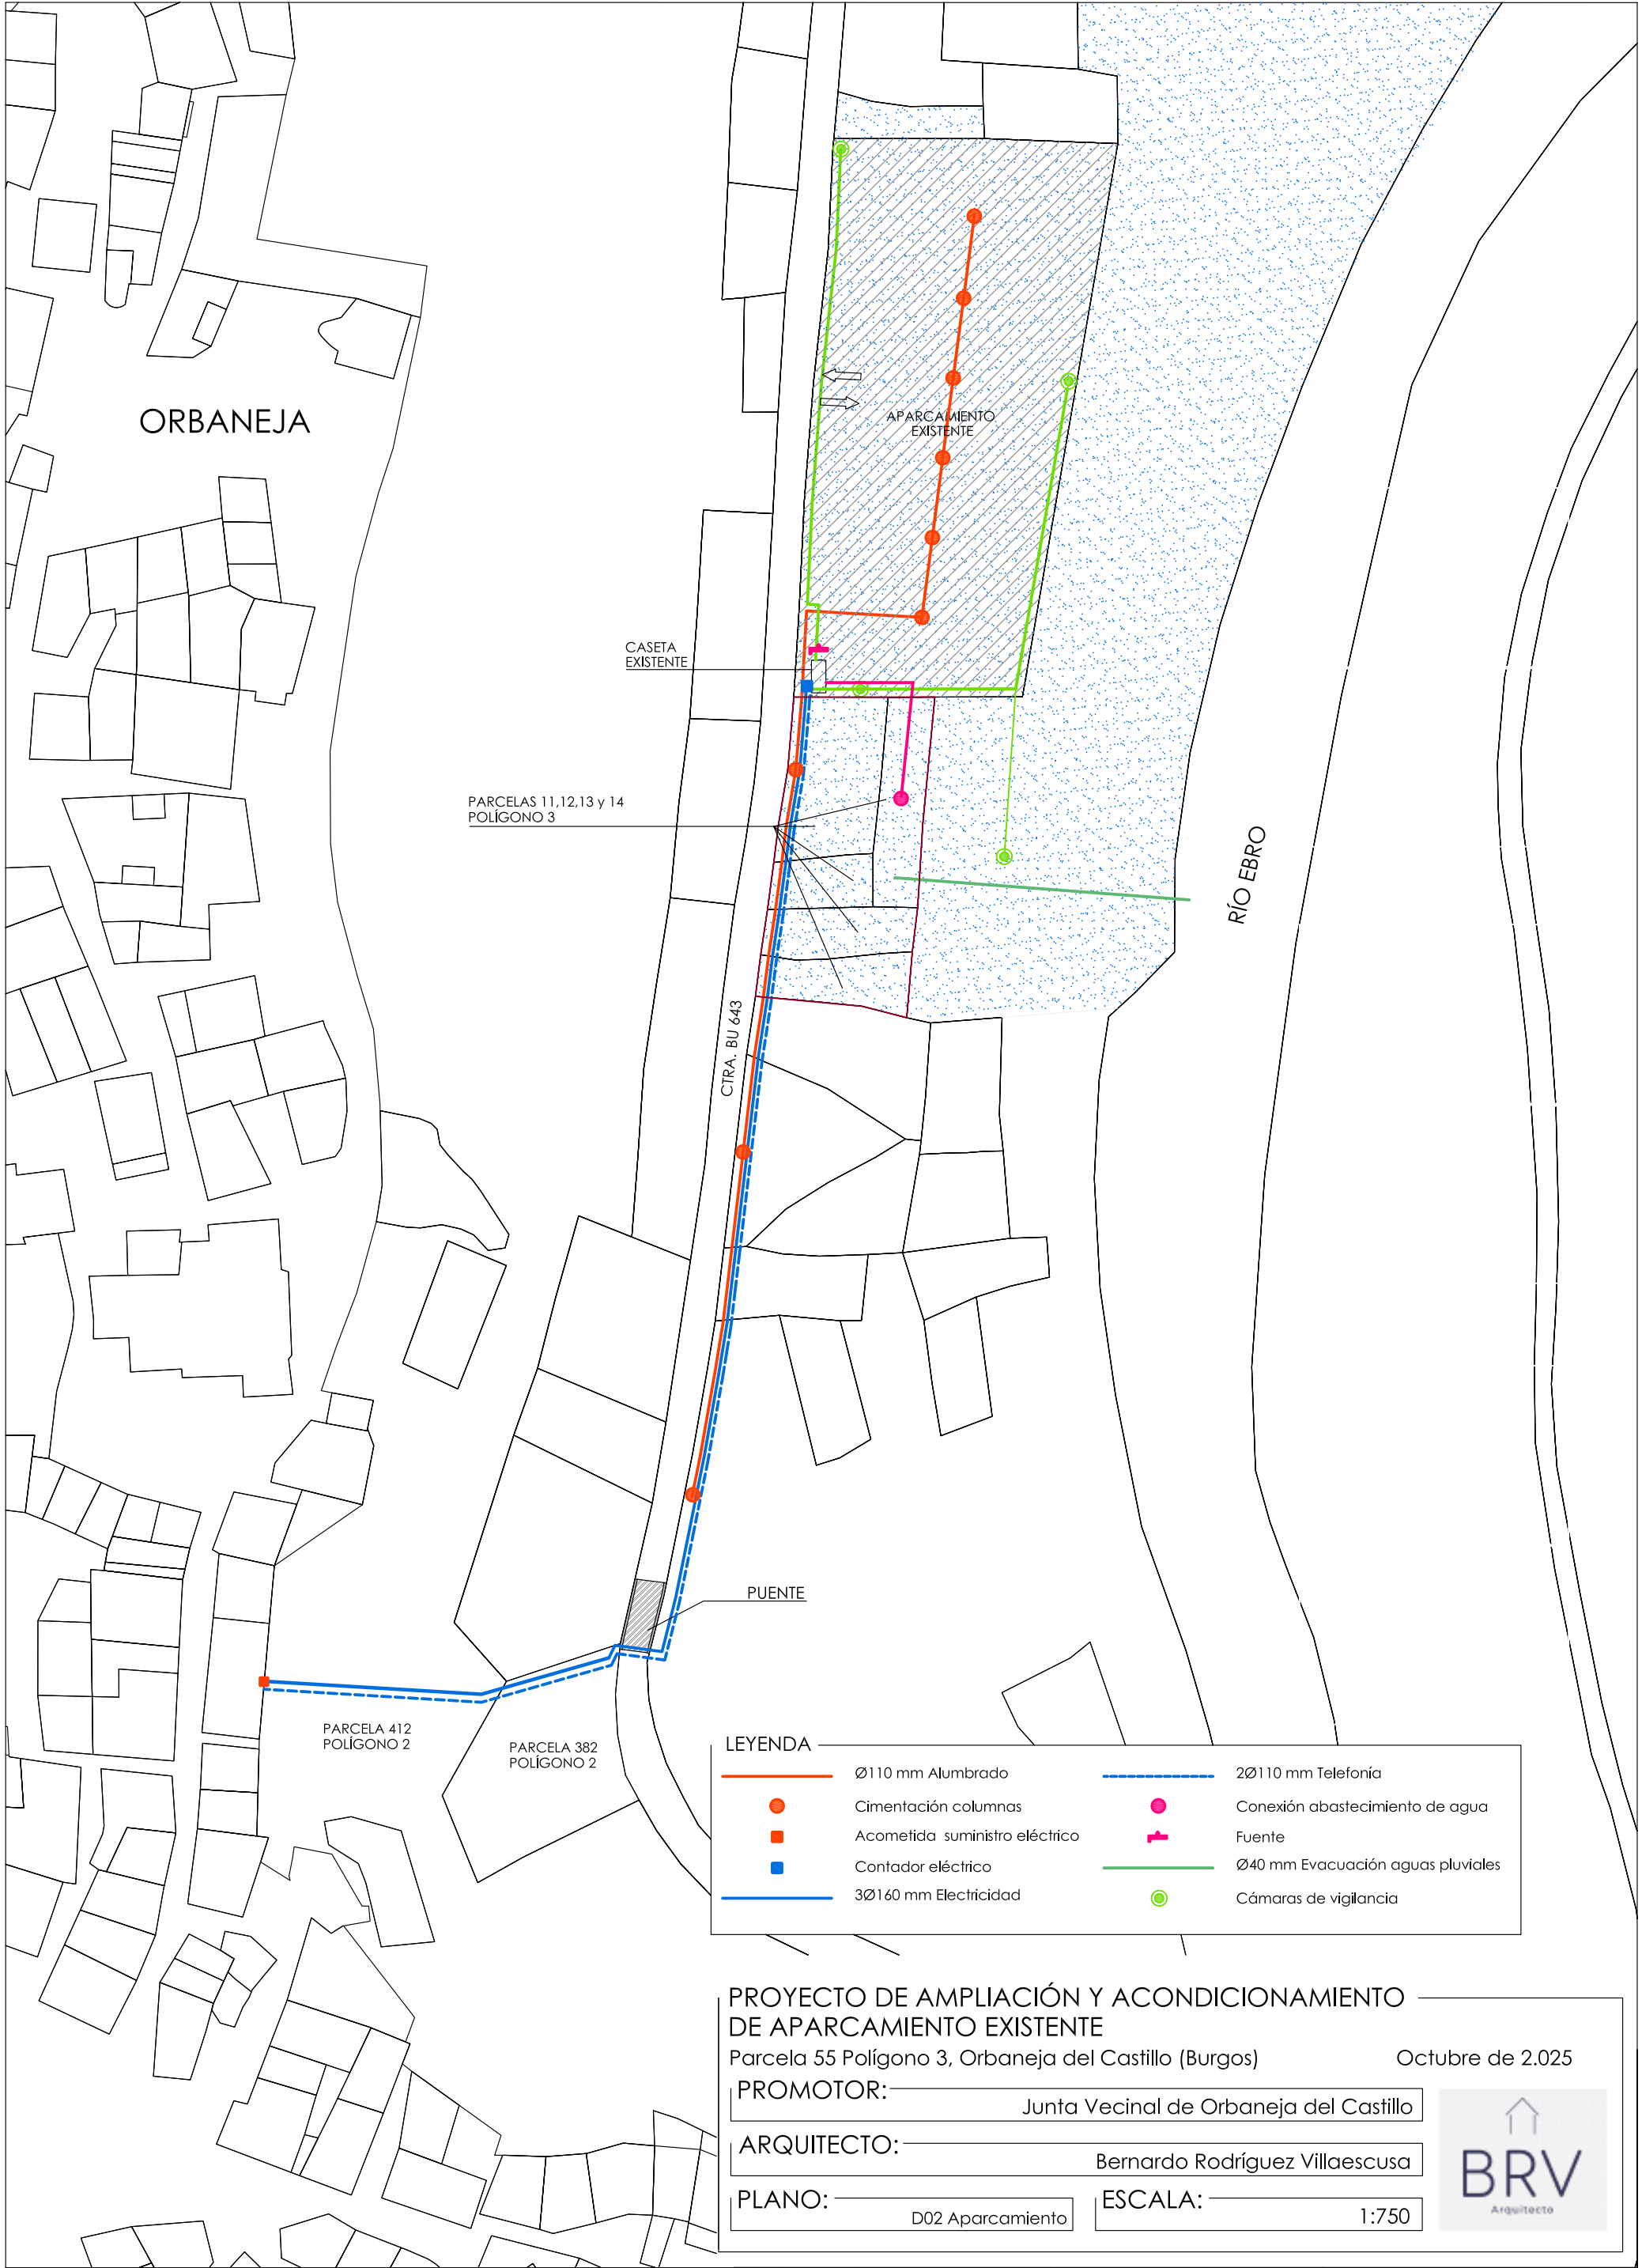 ORBANEJA
APARCAMIENTO
EXISTENTE
CASETA
EXISTENTE
PARCELAS 11,12,13 y 14
POLÍGONO 3
RÍO EBRO
CTRA. BU 643
PUENTE
PARCELA 412
POLÍGONO 2
PARCELA 382
POLÍGONO 2
LEYENDA
Ø110 mm Alumbrado
Cimentación columnas
Acometida suministro eléctrico
Contador eléctrico
3Ø160 mm Electricidad
2Ø110 mm Telefonía
Conexión abastecimiento de agua
Fuente
Ø40 mm Evacuación aguas pluviales
Cámaras de vigilancia
PROYECTO DE AMPLIACIÓN Y ACONDICIONAMIENTO
DE APARCAMIENTO EXISTENTE
Parcela 55 Polígono 3, Orbaneja del Castillo (Burgos)
Octubre de 2.025
PROMOTOR:
Junta Vecinal de Orbaneja del Castillo
ARQUITECTO:
Bernardo Rodríguez Villaescusa
PLANO:
D02 Aparcamiento
ESCALA:
1:750
BRV
Arquitecto